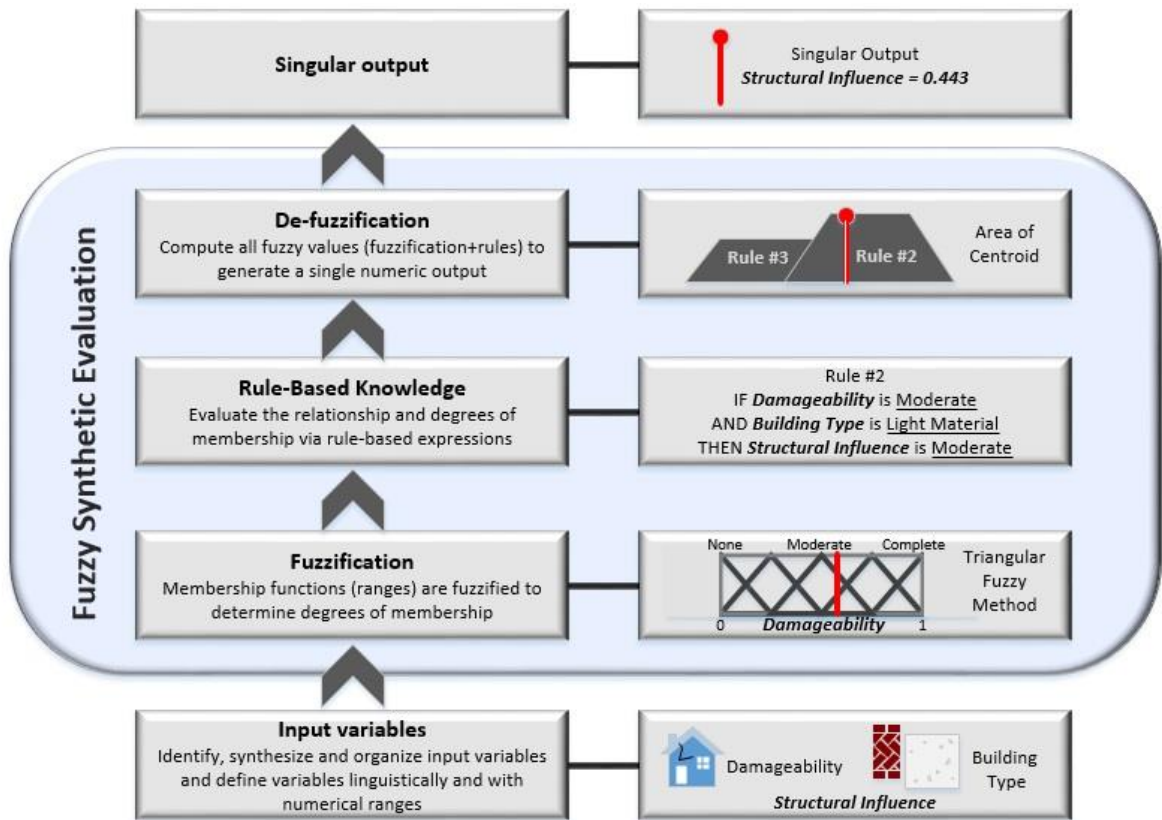 Singular output
Singular Output
Structural Influence = 0.443
Fuzzy Synthetic Evaluation
De-fuzzification
Compute all fuzzy values (fuzzification+rules) to
generate a single numeric output
Rule #3
Rule #2
Area of
Centroid
Rule-Based Knowledge
Evaluate the relationship and degrees of
membership via rule-based expressions
Rule #2
IF Damageability is Moderate
AND Building Type is Light Material
THEN Structural Influence is Moderate
Fuzzification
Membership functions (ranges) are fuzzified to
determine degrees of membership
None Moderate Complete
0 Damageability 1
Triangular
Fuzzy
Method
Input variables
Identify, synthesize and organize input variables
and define variables linguistically and with
numerical ranges
Damageability
Building
Type
Structural Influence